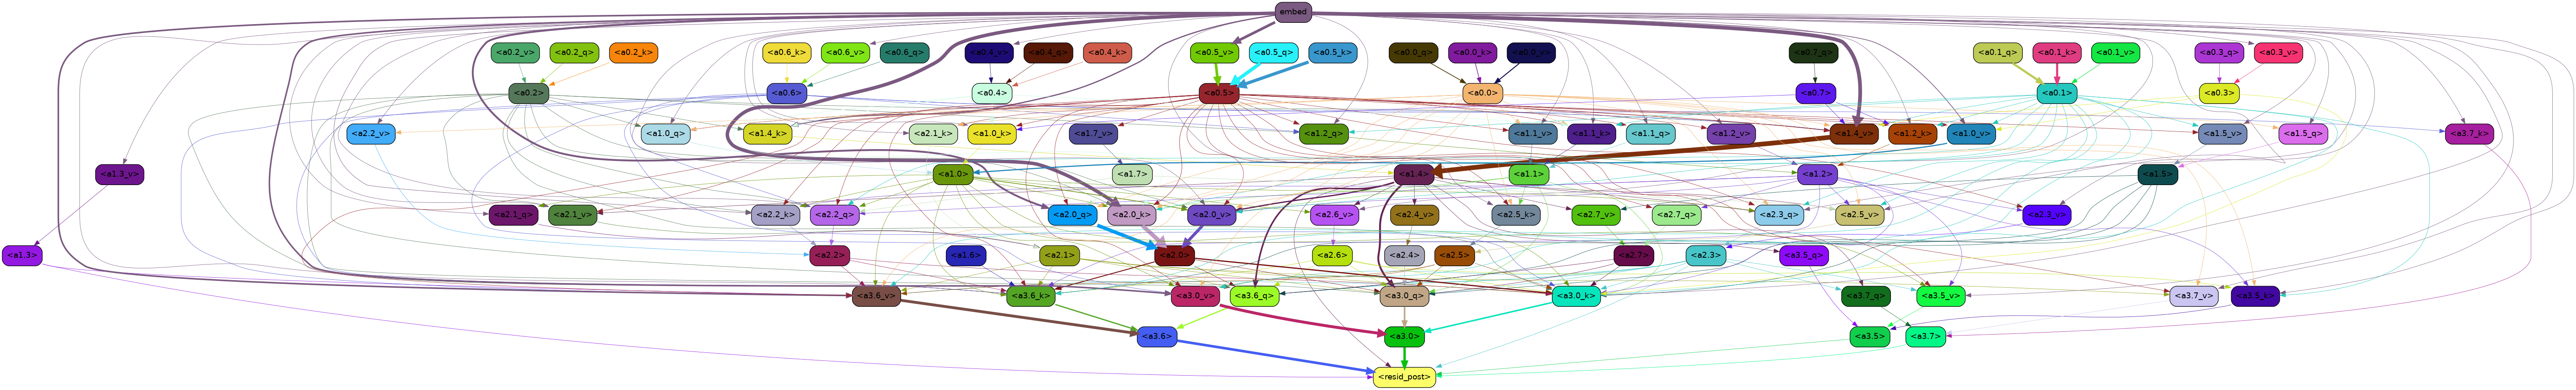 embed
<a0.2_v> <a0.2_q> <a0.2_k> <a0.6_k> <a0.6_v> <a0.6_q> <a0.4_v> <a0.4_q> <a0.4_k> <a0.5_v> <a0.5_q> <a0.5_k> <a0.0_q> <a0.0_k> <a0.0_v> <a0.7_q> <a0.1_q> <a0.1_k> <a0.1_v> <a0.3_q> <a0.3_v>
<a0.2> <a0.6> <a0.4> <a0.5> <a0.0> <a0.7> <a0.1> <a0.3>
<a2.2_v> <a1.0_q> <a1.4_k> <a2.1_k> <a1.0_k> <a1.7_v> <a1.2_q> <a1.1_v> <a1.1_k> <a1.1_q> <a1.2_v> <a1.4_v> <a1.2_k> <a1.0_v> <a1.5_v> <a1.5_q> <a3.7_k>
<a1.3_v> <a1.0> <a1.7> <a1.4> <a1.1> <a1.2> <a1.5>
<a2.1_q> <a2.1_v> <a2.2_k> <a2.2_q> <a2.0_q> <a2.0_k> <a2.0_v> <a2.6_v> <a2.4_v> <a2.5_k> <a2.7_v> <a2.7_q> <a2.3_q> <a2.5_v> <a2.3_v>
<a1.3> <a2.2> <a1.6> <a2.1> <a2.0> <a2.6> <a2.4> <a2.5> <a2.7> <a2.3> <a3.5_q>
<a3.6_v> <a3.6_k> <a3.0_v> <a3.6_q> <a3.0_q> <a3.0_k> <a3.7_q> <a3.5_v> <a3.7_v> <a3.5_k>
<a3.6> <a3.0> <a3.5> <a3.7>
<resid_post>